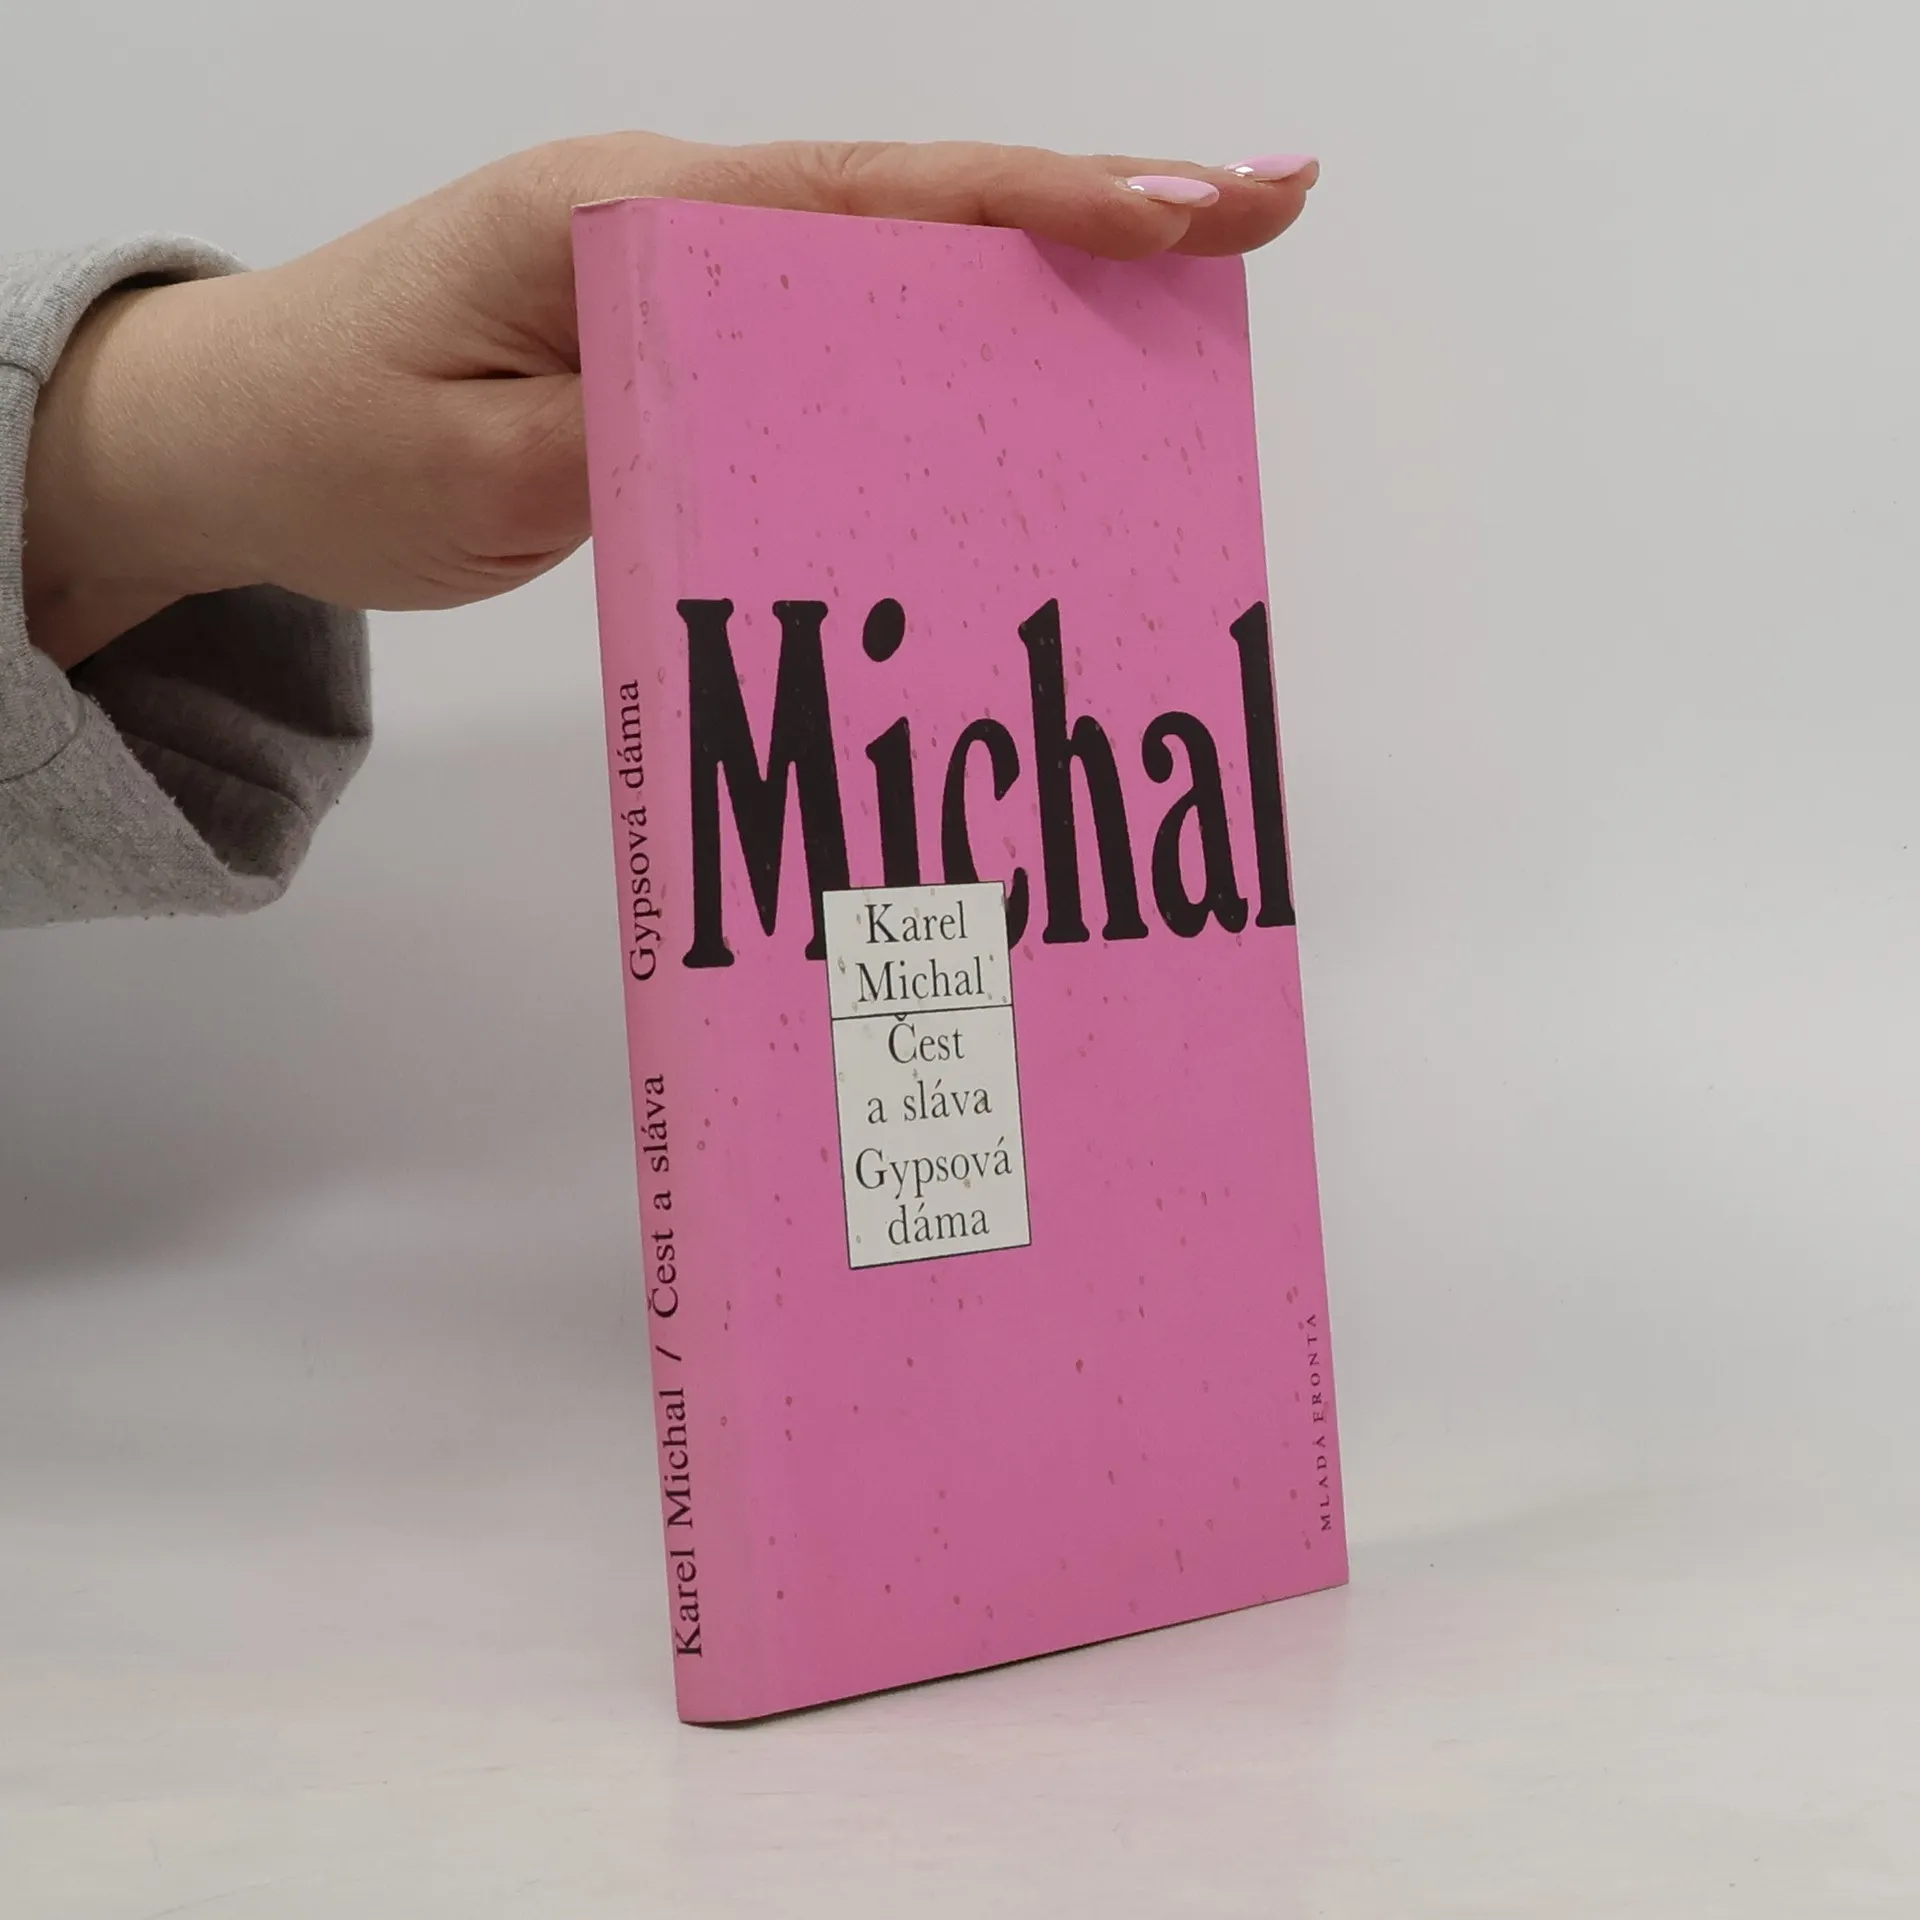 Michal
Karel
Michal
Čest
a sláva
Gypsová
dáma
MLADÁ FRONTA
Karel Michal / Čest a sláva Gypsová dáma